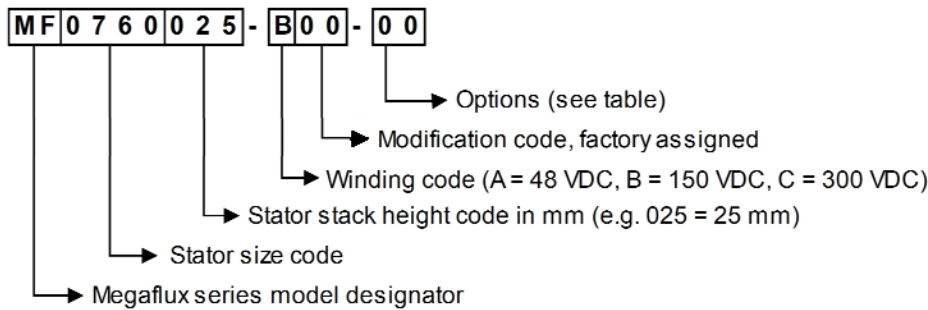 MF0760025-B00-00
Options (see table)
Modification code, factory assigned
Winding code (A = 48 VDC, B = 150 VDC, C = 300 VDC)
Stator stack height code in mm (e.g. 025 = 25 mm)
Stator size code
Megaflux series model designator